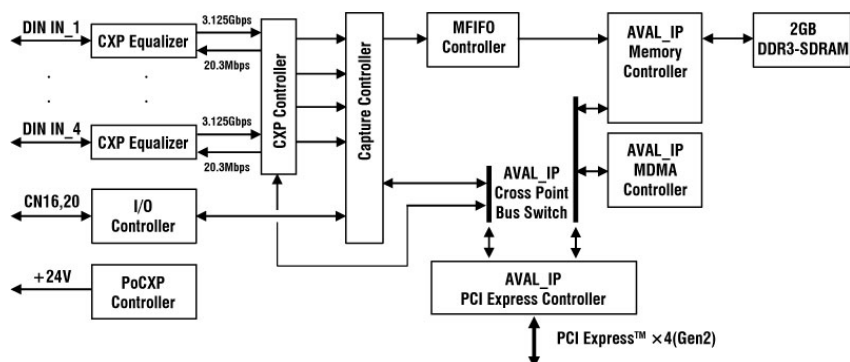 DIN IN_1
CXP Equalizer
3.125Gbps
20.3Mbps
.
.
.
.
DIN IN_4
CXP Equalizer
3.125Gbps
20.3Mbps
CXP Controller
Capture Controller
MFIFO
Controller
AVAL_IP
Memory
Controller
2GB
DDR3-SDRAM
AVAL_IP
MDMA
Controller
AVAL_IP
Cross Point
Bus Switch
CN16,20
I/O
Controller
+24V
PoCXP
Controller
AVAL_IP
PCI Express Controller
PCI Express™ ×4(Gen2)